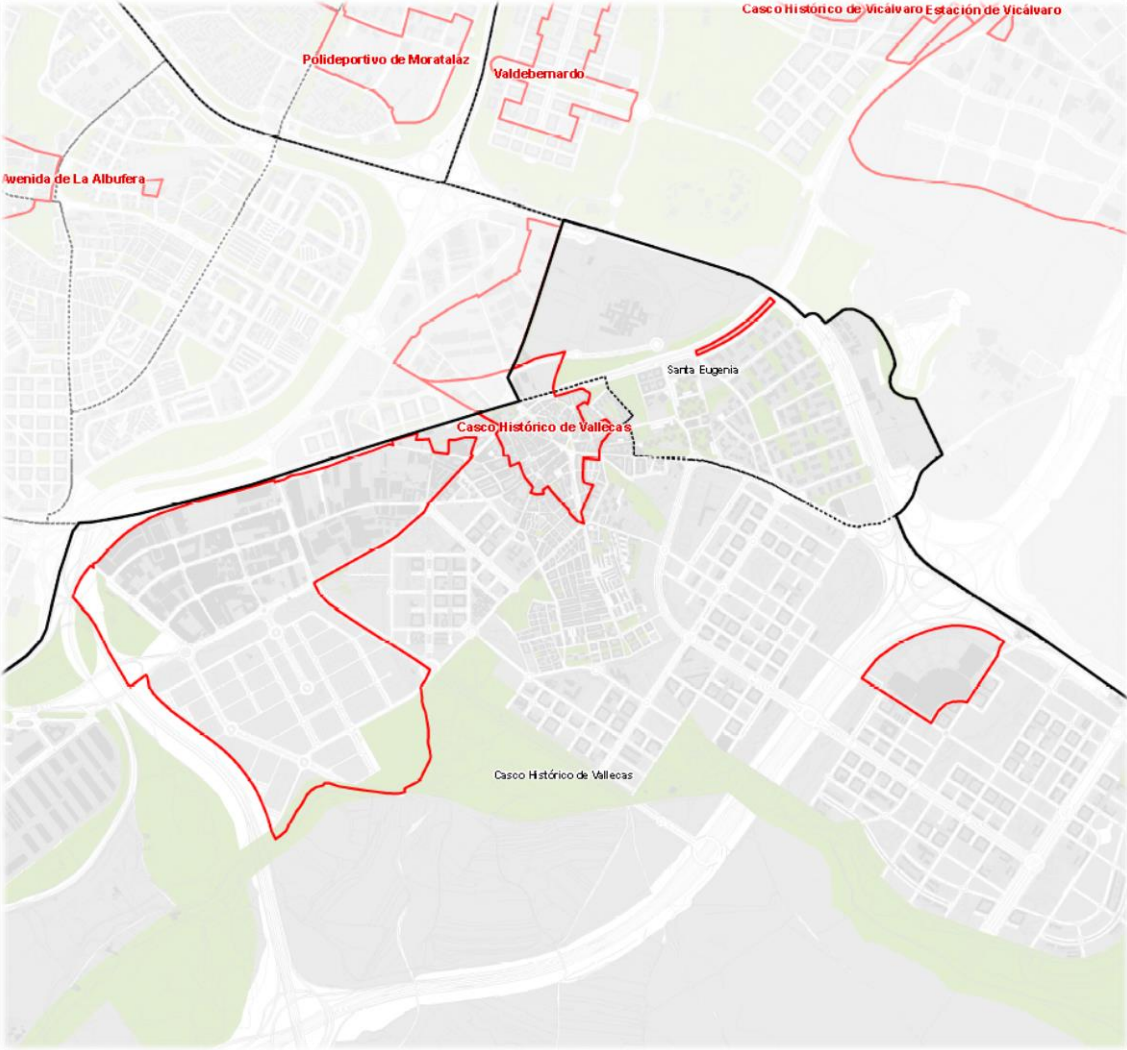 Casco Histórico de Vicálvaro
Estación de Vicálvaro
Polideportivo de Moratalaz
Valdebernardo
Avenida de La Albufera
Santa Eugenia
Casco Histórico de Vallecas
Casco Histórico de Vallecas